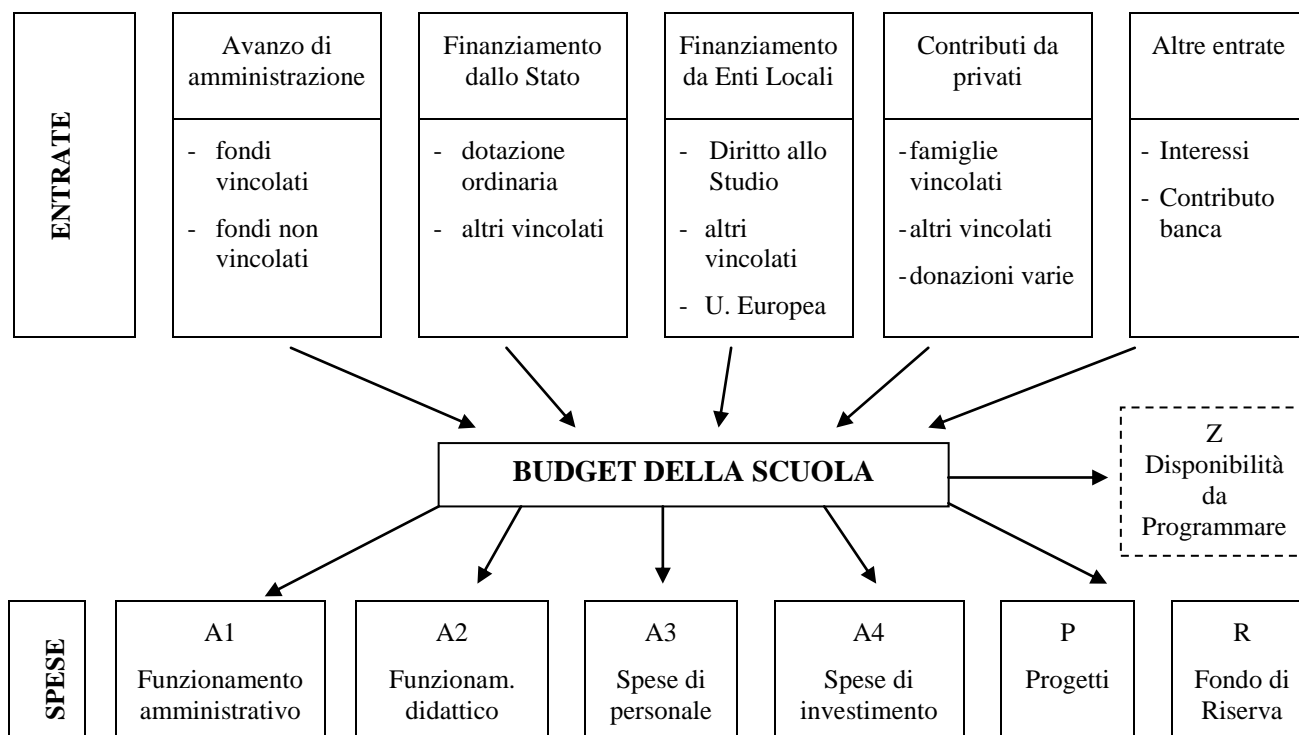 ENTRATE
Avanzo di
amministrazione
- fondi
vincolati
- fondi non
vincolati
Finanziamento
dallo Stato
- dotazione
ordinaria
- altri vincolati
Finanziamento
da Enti Locali
- Diritto allo
Studio
- altri
vincolati
- U. Europea
Contributi da
privati
-famiglie
vincolati
-altri vincolati
-donazioni varie
Altre entrate
- Interessi
- Contributo
banca
BUDGET DELLA SCUOLA
Z
Disponibilità
da
Programmare
SPESE
A1
Funzionamento
amministrativo
A2
Funzionam.
didattico
A3
Spese di
personale
A4
Spese di
investimento
P
Progetti
R
Fondo di
Riserva